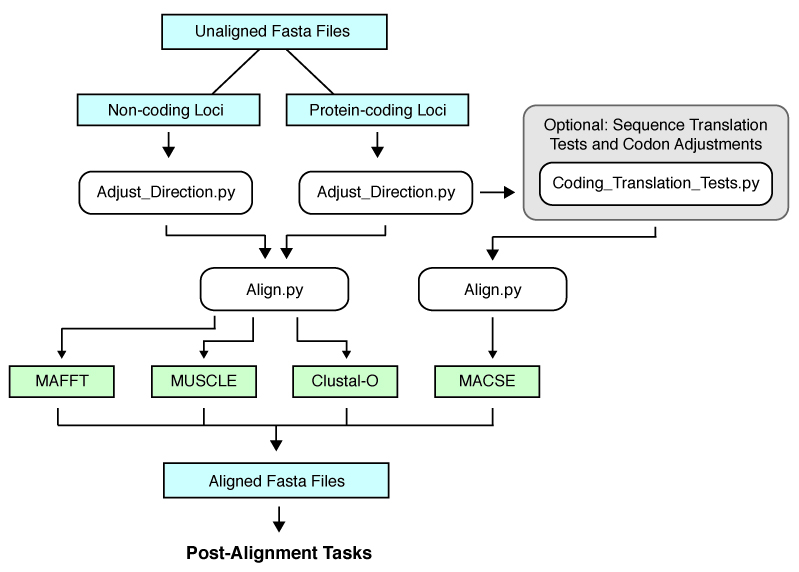 Unaligned Fasta Files
Non-coding Loci
Protein-coding Loci
Optional: Sequence Translation
Tests and Codon Adjustments
Adjust_Direction.py
Adjust_Direction.py
Coding_Translation_Tests.py
Align.py
Align.py
MAFFT
MUSCLE
Clustal-O
MACSE
Aligned Fasta Files
Post-Alignment Tasks